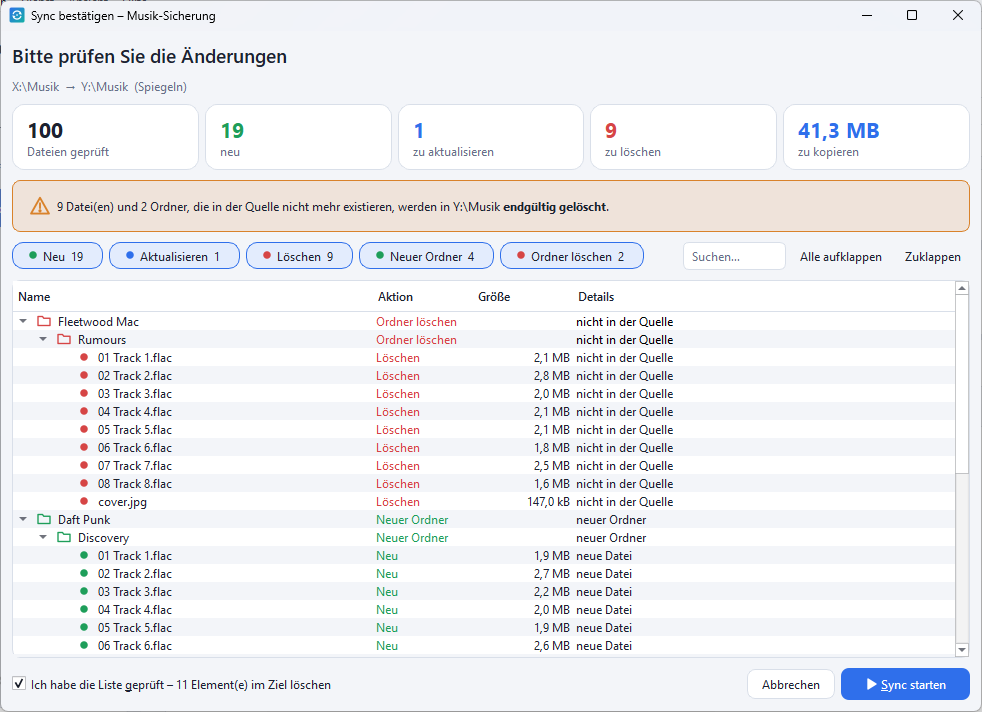 Sync bestätigen – Musik-Sicherung
Bitte prüfen Sie die Änderungen
X:\Musik → Y:\Musik (Spiegeln)
100
Dateien geprüft
19
neu
1
zu aktualisieren
9
zu löschen
41,3 MB
zu kopieren
9 Datei(en) und 2 Ordner, die in der Quelle nicht mehr existieren, werden in Y:\Musik endgültig gelöscht.
Neu 19 Aktualisieren 1 Löschen 9 Neuer Ordner 4 Ordner löschen 2 Suchen... Alle aufklappen Zuklappen
Name Aktion Größe Details
Fleetwood Mac Ordner löschen nicht in der Quelle
Rumours Ordner löschen nicht in der Quelle
01 Track 1.flac Löschen 2,1 MB nicht in der Quelle
02 Track 2.flac Löschen 2,8 MB nicht in der Quelle
03 Track 3.flac Löschen 2,0 MB nicht in der Quelle
04 Track 4.flac Löschen 2,1 MB nicht in der Quelle
05 Track 5.flac Löschen 2,1 MB nicht in der Quelle
06 Track 6.flac Löschen 1,8 MB nicht in der Quelle
07 Track 7.flac Löschen 2,5 MB nicht in der Quelle
08 Track 8.flac Löschen 1,6 MB nicht in der Quelle
cover.jpg Löschen 147,0 kB nicht in der Quelle
Daft Punk Neuer Ordner neuer Ordner
Discovery Neuer Ordner neuer Ordner
01 Track 1.flac Neu 1,9 MB neue Datei
02 Track 2.flac Neu 2,7 MB neue Datei
03 Track 3.flac Neu 2,2 MB neue Datei
04 Track 4.flac Neu 2,0 MB neue Datei
05 Track 5.flac Neu 1,9 MB neue Datei
06 Track 6.flac Neu 2,6 MB neue Datei
Ich habe die Liste geprüft – 11 Element(e) im Ziel löschen Abbrechen Sync starten